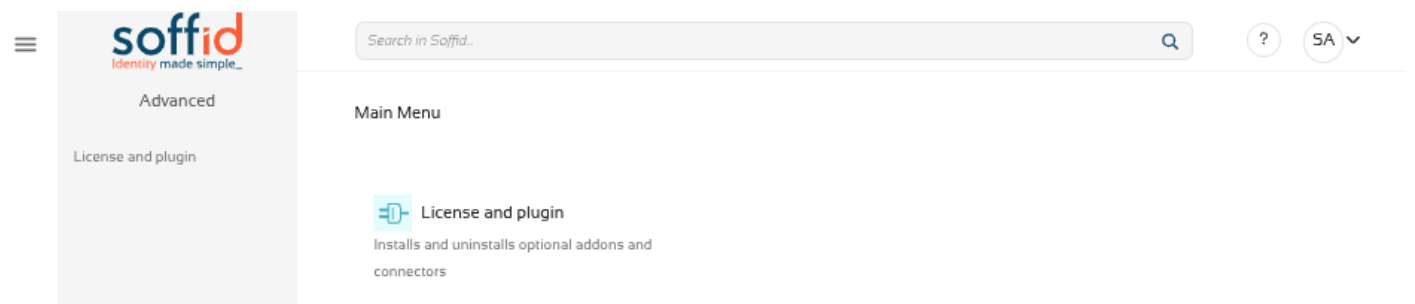 soffid
Identity made simple_
Search in Soffid..
?
SA
Advanced
Main Menu
License and plugin
License and plugin
Installs and uninstalls optional addons and
connectors